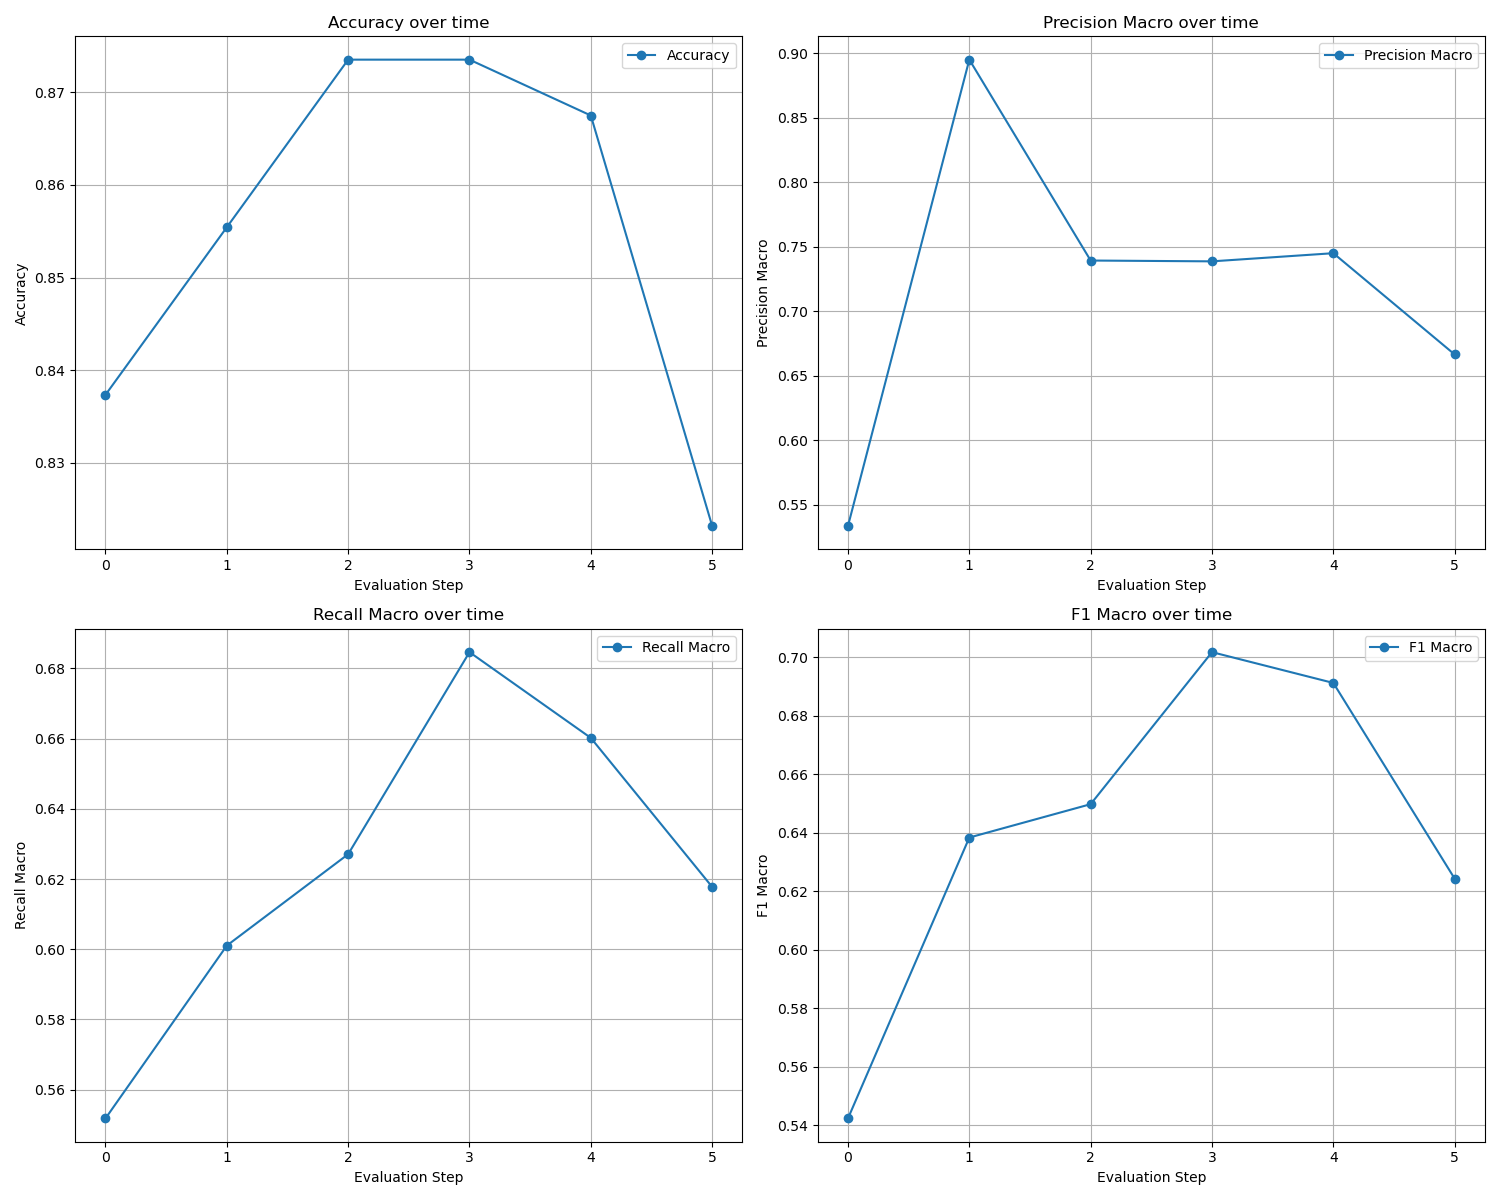 Accuracy over time
Accuracy
0.87
0.86
0.85
0.84
0.83
Accuracy
0 1 2 3 4 5
Evaluation Step
Precision Macro over time
Precision Macro
0.90
0.85
0.80
0.75
0.70
0.65
0.60
0.55
Precision Macro
0 1 2 3 4 5
Evaluation Step
Recall Macro over time
Recall Macro
0.68
0.66
0.64
0.62
0.60
0.58
0.56
Recall Macro
0 1 2 3 4 5
Evaluation Step
F1 Macro over time
F1 Macro
0.70
0.68
0.66
0.64
0.62
0.60
0.58
0.56
0.54
F1 Macro
0 1 2 3 4 5
Evaluation Step